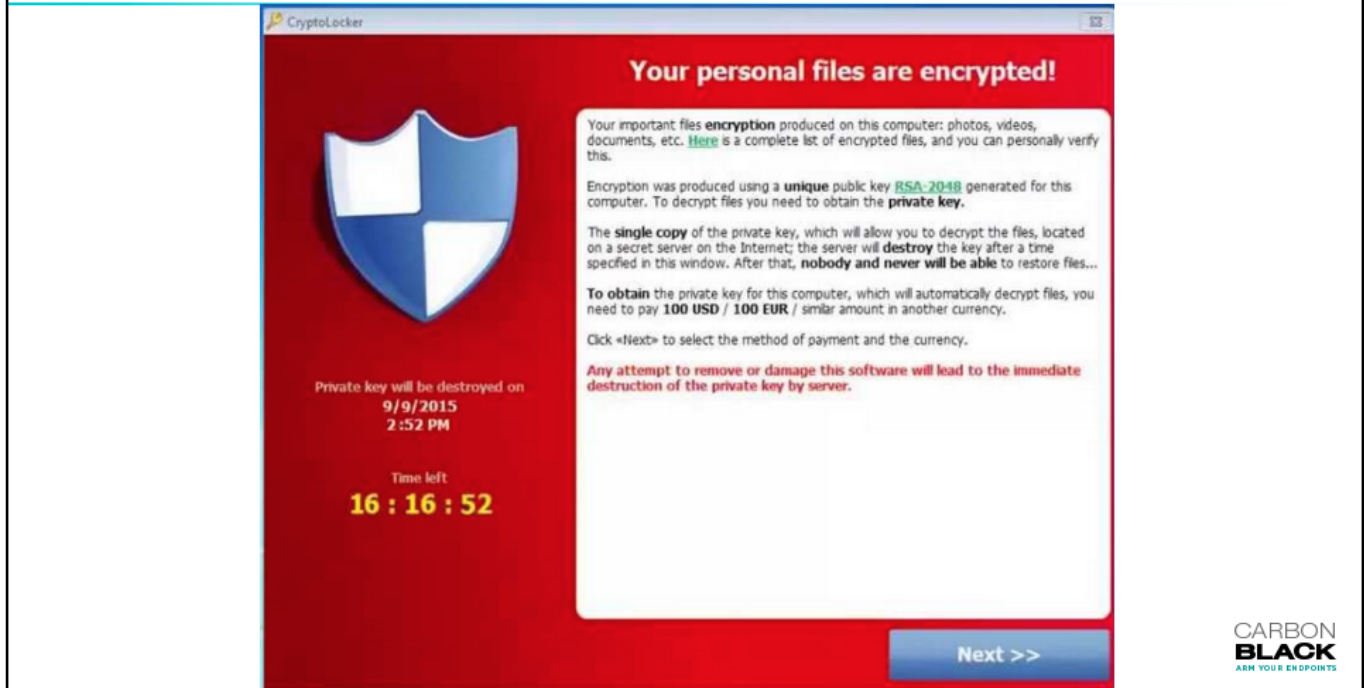 CryptoLocker
Your personal files are encrypted!
Your important files encryption produced on this computer: photos, videos,
documents, etc. Here is a complete list of encrypted files, and you can personally verify
this.
Encryption was produced using a unique public key RSA-2048 generated for this
computer. To decrypt files you need to obtain the private key.
The single copy of the private key, which will allow you to decrypt the files, located
on a secret server on the Internet; the server will destroy the key after a time
specified in this window. After that, nobody and never will be able to restore files...
To obtain the private key for this computer, which will automatically decrypt files, you
need to pay 100 USD / 100 EUR / similar amount in another currency.
Click «Next» to select the method of payment and the currency.
Any attempt to remove or damage this software will lead to the immediate
destruction of the private key by server.
Private key will be destroyed on
9/9/2015
2:52 PM
Time left
16 : 16 : 52
Next >>
CARBON
BLACK
ARM YOUR ENDPOINTS